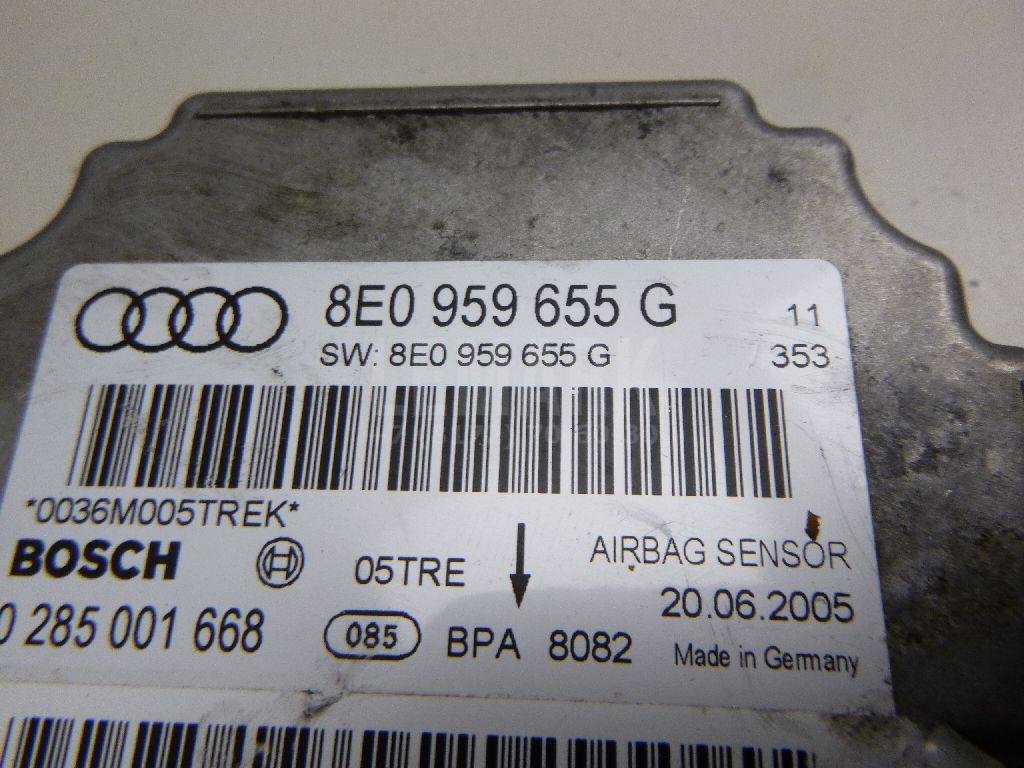 8E0 959 655 G 11
SW: 8E0 959 655 G 353
*0036M005TREK*
BOSCH 05TRE AIRBAG SENSOR
0 285 001 668 20.06.2005
085 BPA 8082 Made in Germany